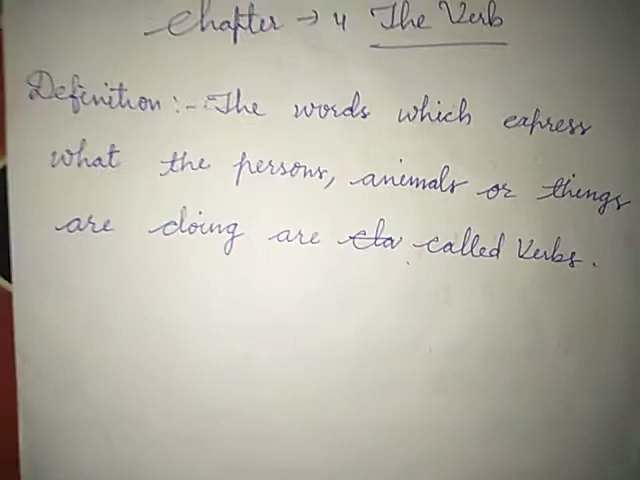 Chapter → 4 The Verb
Definition :- The words which express
what the persons, animals or things
are doing are called Verbs.